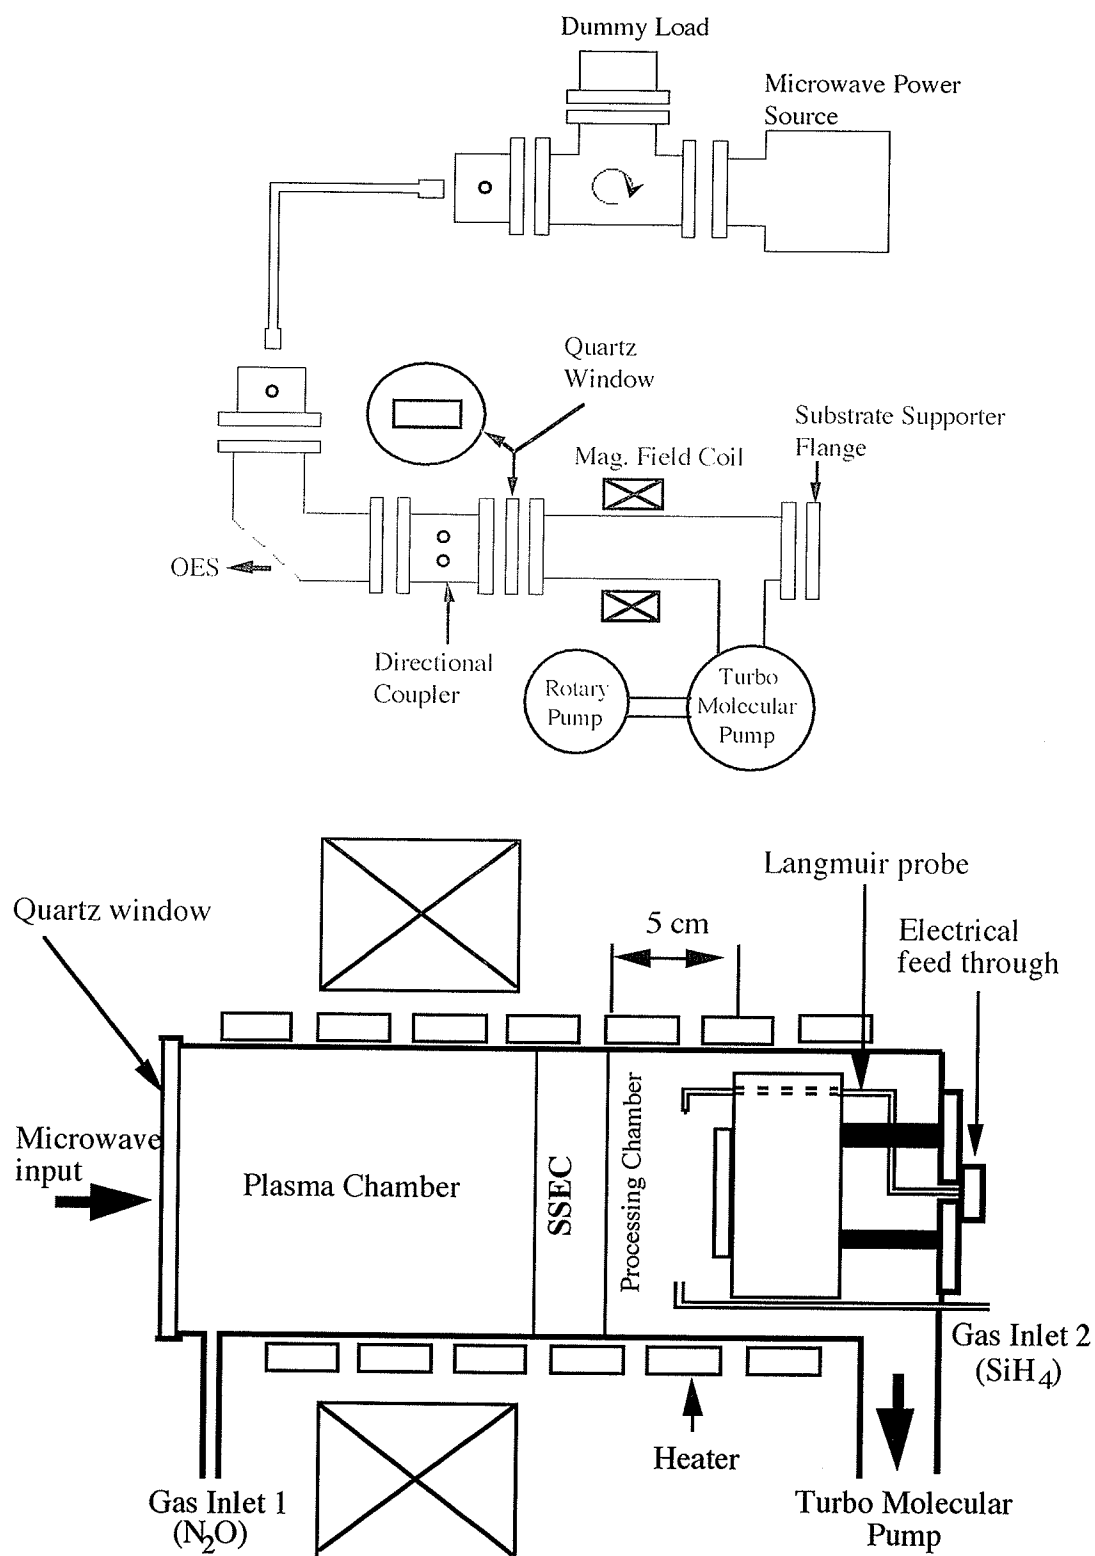 Dummy Load
Microwave Power
Source
Quartz
Window
Substrate Supporter
Flange
Mag. Field Coil
OES
Directional
Coupler
Rotary
Pump
Turbo
Molecular
Pump
Langmuir probe
Quartz window
5 cm
Electrical
feed through
Microwave
input
Plasma Chamber
SSEC
Processing Chamber
Gas Inlet 2
(SiH4)
Heater
Gas Inlet 1
(N2O)
Turbo Molecular
Pump